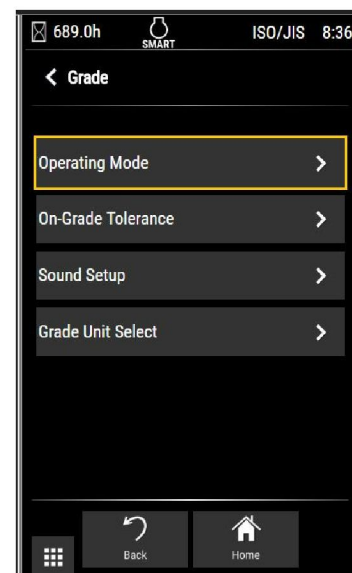 689.0h SMART ISO/JIS 8:36
Grade
Operating Mode
On-Grade Tolerance
Sound Setup
Grade Unit Select
Back Home